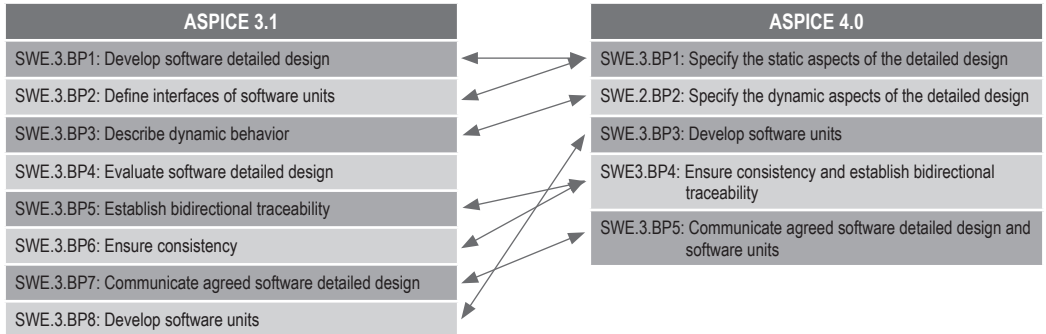 ASPICE 3.1
SWE.3.BP1: Develop software detailed design
SWE.3.BP2: Define interfaces of software units
SWE.3.BP3: Describe dynamic behavior
SWE.3.BP4: Evaluate software detailed design
SWE.3.BP5: Establish bidirectional traceability
SWE.3.BP6: Ensure consistency
SWE.3.BP7: Communicate agreed software detailed design
SWE.3.BP8: Develop software units
ASPICE 4.0
SWE.3.BP1: Specify the static aspects of the detailed design
SWE.2.BP2: Specify the dynamic aspects of the detailed design
SWE.3.BP3: Develop software units
SWE3.BP4: Ensure consistency and establish bidirectional
traceability
SWE.3.BP5: Communicate agreed software detailed design and
software units